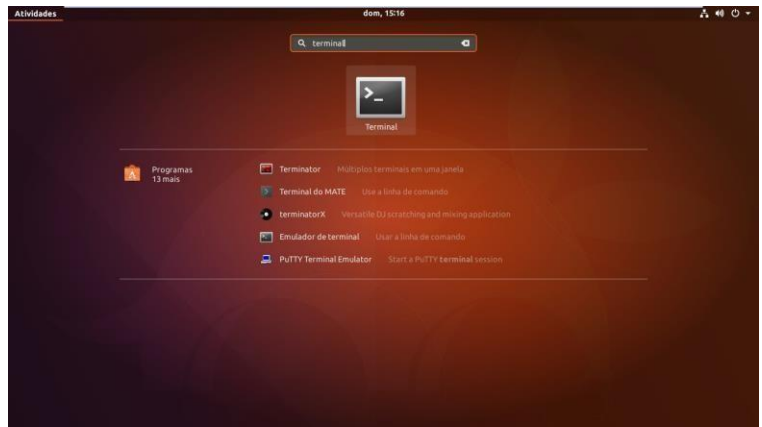 Atividades
dom, 15:16
terminal
Terminal
Programas
13 mais
Terminator Múltiplos terminais em uma janela
Terminal do MATE Use a linha de comando
terminatorX Versatile DJ scratching and mixing application
Emulador de terminal Usar a linha de comando
PuTTY Terminal Emulator Start a PuTTY terminal session